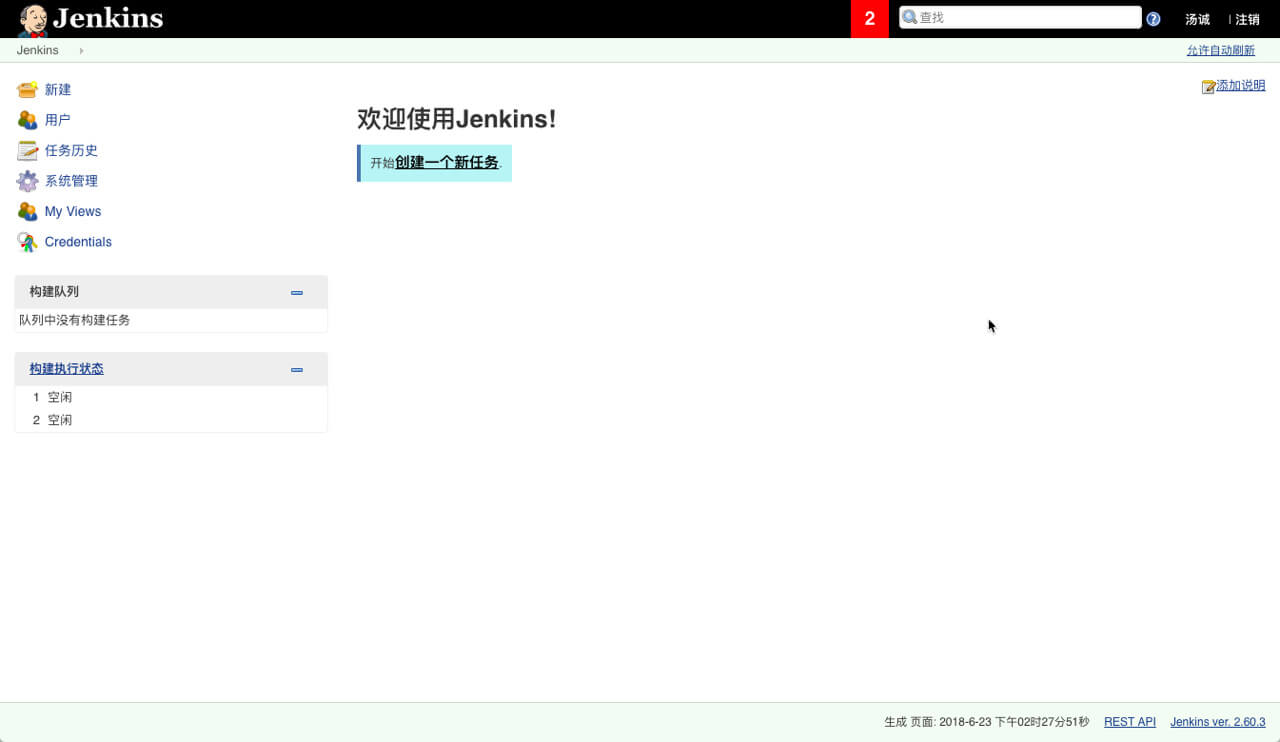 Jenkins
2
查找
汤诚
| 注销
Jenkins
允许自动刷新
新建
用户
任务历史
系统管理
My Views
Credentials
添加说明
欢迎使用Jenkins!
开始创建一个新任务.
构建队列
队列中没有构建任务
构建执行状态
1 空闲
2 空闲
生成 页面: 2018-6-23 下午02时27分51秒 REST API Jenkins ver. 2.60.3